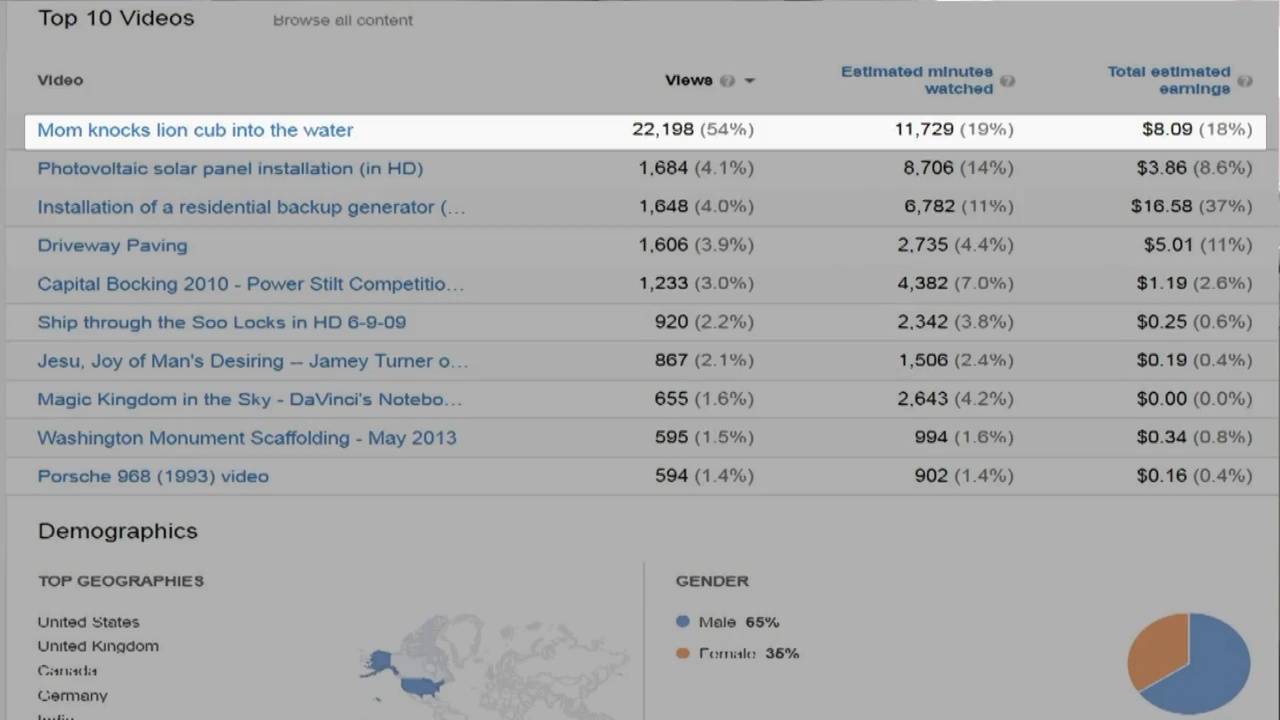 Top 10 Videos Browse all content
Video Views Estimated minutes watched Total estimated earnings
Mom knocks lion cub into the water 22,198 (54%) 11,729 (19%) $8.09 (18%)
Photovoltaic solar panel installation (in HD) 1,684 (4.1%) 8,706 (14%) $3.86 (8.6%)
Installation of a residential backup generator (... 1,648 (4.0%) 6,782 (11%) $16.58 (37%)
Driveway Paving 1,606 (3.9%) 2,735 (4.4%) $5.01 (11%)
Capital Bocking 2010 - Power Stilt Competitio... 1,233 (3.0%) 4,382 (7.0%) $1.19 (2.6%)
Ship through the Soo Locks in HD 6-9-09 920 (2.2%) 2,342 (3.8%) $0.25 (0.6%)
Jesu, Joy of Man's Desiring -- Jamey Turner o... 867 (2.1%) 1,506 (2.4%) $0.19 (0.4%)
Magic Kingdom in the Sky - DaVinci's Notebo... 655 (1.6%) 2,643 (4.2%) $0.00 (0.0%)
Washington Monument Scaffolding - May 2013 595 (1.5%) 994 (1.6%) $0.34 (0.8%)
Porsche 968 (1993) video 594 (1.4%) 902 (1.4%) $0.16 (0.4%)
Demographics
TOP GEOGRAPHIES GENDER
United States Male 65%
United Kingdom
Canada Female 35%
Germany
India